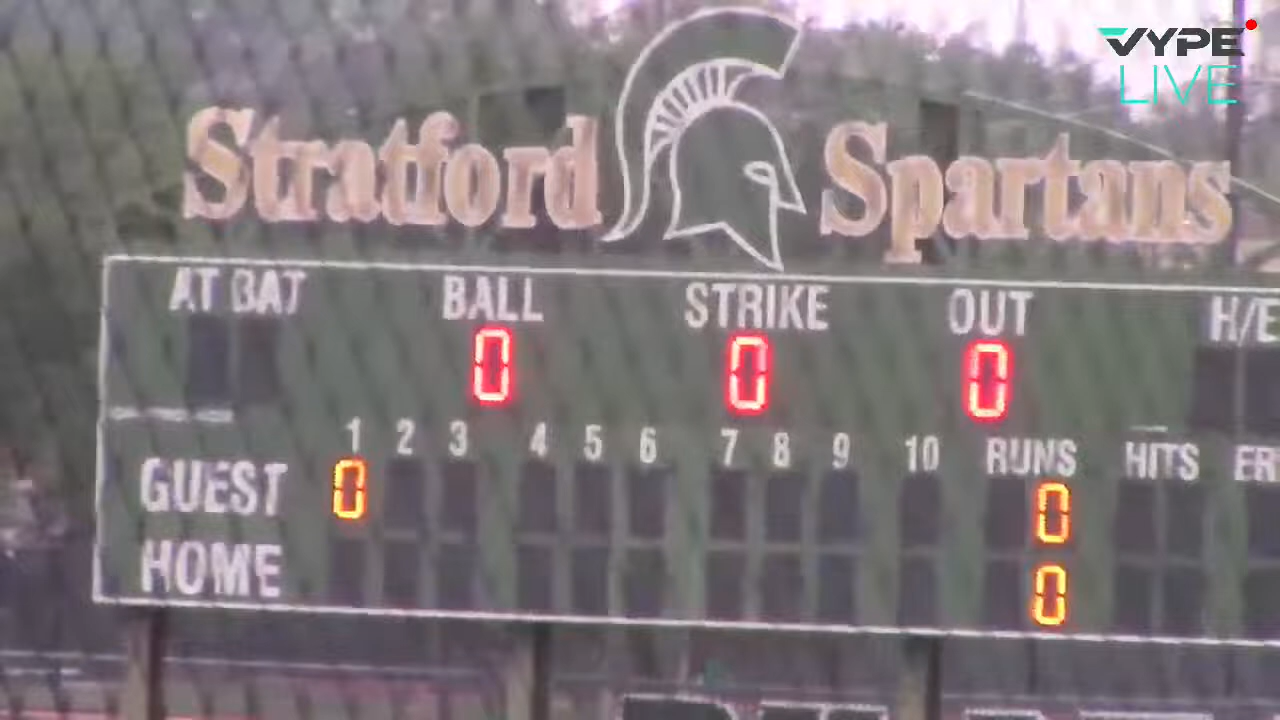 VYPE
LIVE
Stratford Spartans
AT BAT BALL STRIKE OUT H/E
0 0 0
1 2 3 4 5 6 7 8 9 10 RUNS HITS ER
GUEST 0 0
HOME 0